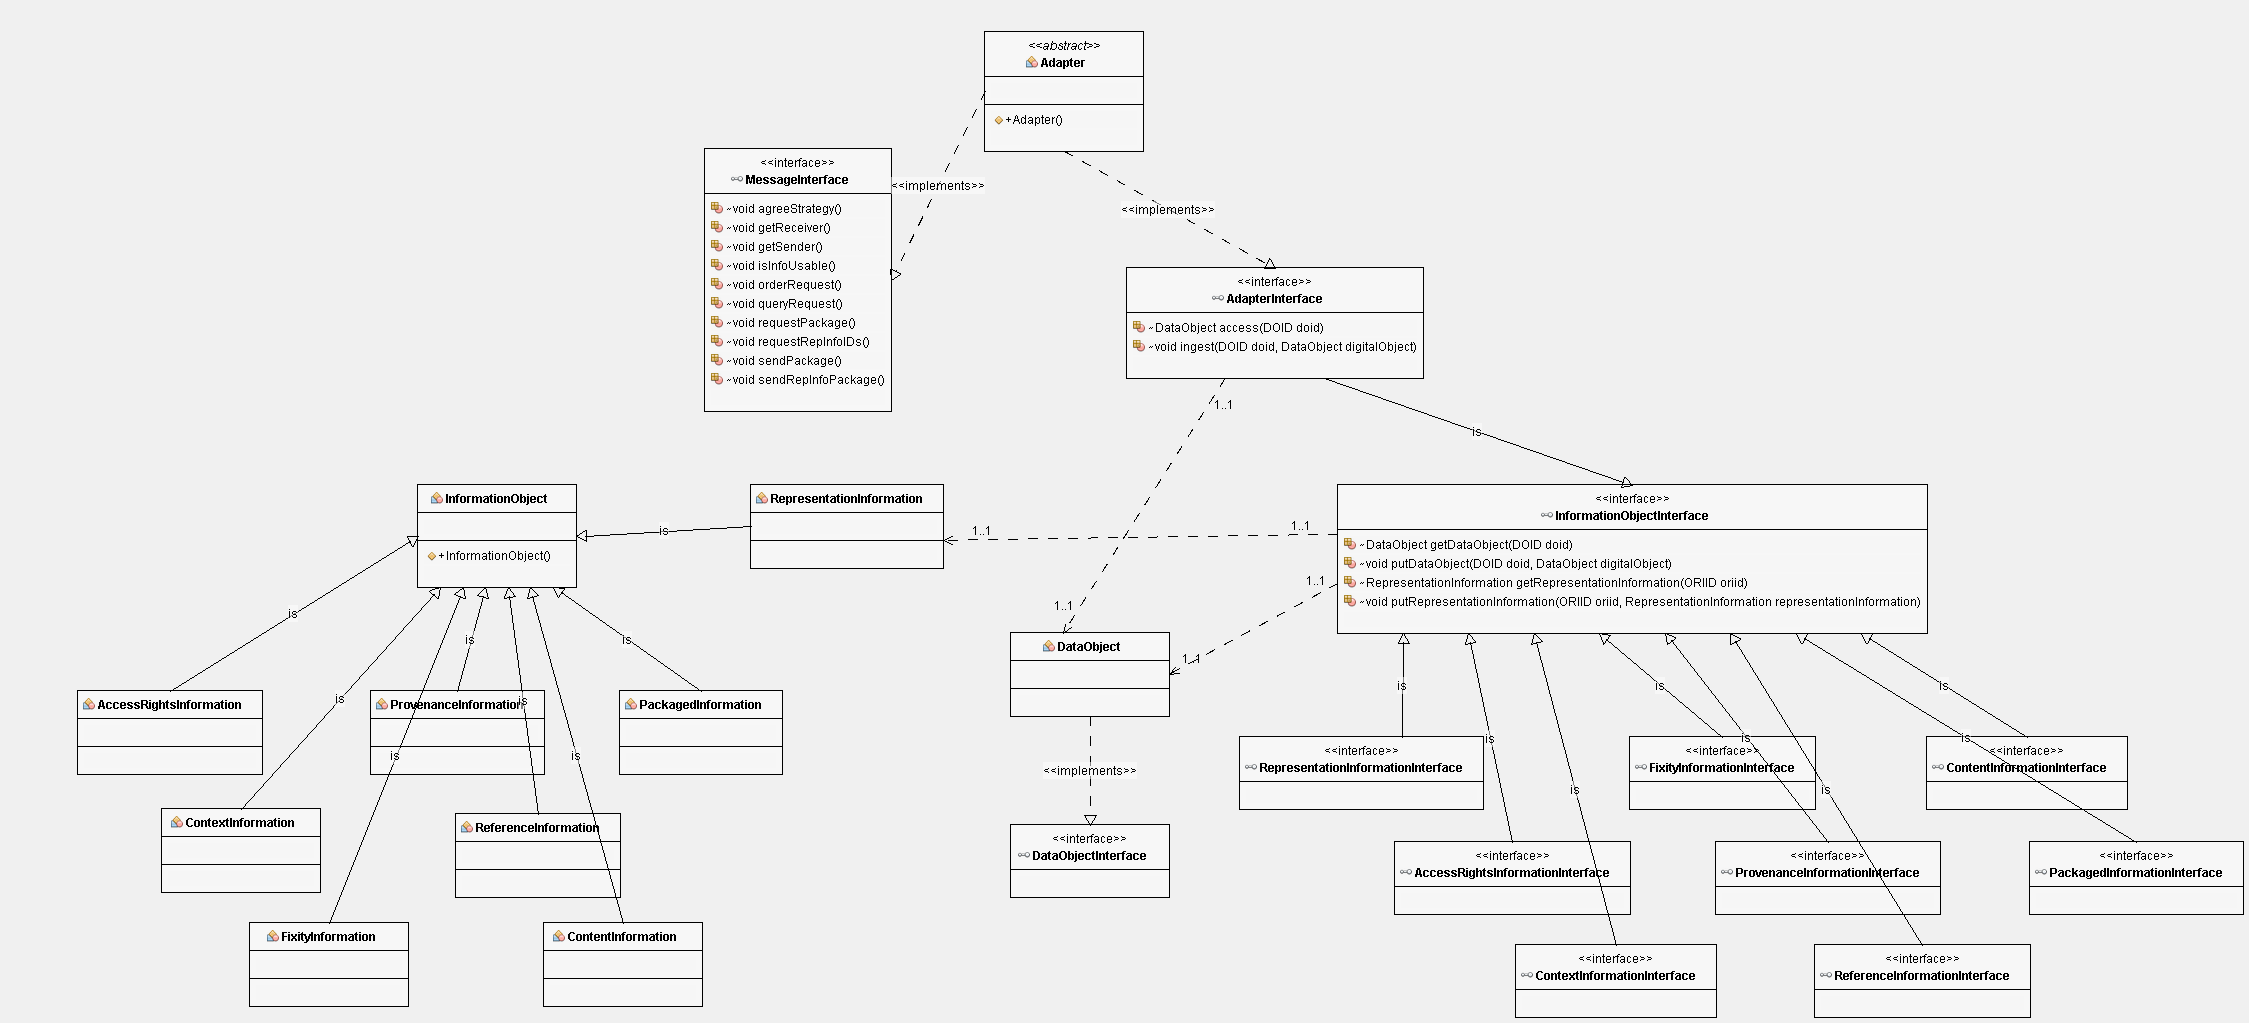 <<abstract>>
Adapter
+Adapter()
<<interface>>
MessageInterface
~void agreeStrategy()
~void getReceiver()
~void getSender()
~void isInfoUsable()
~void orderRequest()
~void queryRequest()
~void requestPackage()
~void requestRepInfoIDs()
~void sendPackage()
~void sendRepInfoPackage()
<<implements>>
<<implements>>
<<interface>>
AdapterInterface
~DataObject access(DOID doid)
~void ingest(DOID doid, DataObject digitalObject)
1..1
is
InformationObject
+InformationObject()
is
RepresentationInformation
1..1
1..1
<<interface>>
InformationObjectInterface
~DataObject getDataObject(DOID doid)
~void putDataObject(DOID doid, DataObject digitalObject)
~RepresentationInformation getRepresentationInformation(ORIID oriid)
~void putRepresentationInformation(ORIID oriid, RepresentationInformation representationInformation)
1..1
1..1
1..1
is
is
is
is
is
is
is
AccessRightsInformation
ProvenanceInformation
PackagedInformation
ContextInformation
ReferenceInformation
FixityInformation
ContentInformation
DataObject
<<implements>>
<<interface>>
DataObjectInterface
is
is
is
is
is
is
is
is
<<interface>>
RepresentationInformationInterface
<<interface>>
FixityInformationInterface
<<interface>>
ContentInformationInterface
<<interface>>
AccessRightsInformationInterface
<<interface>>
ProvenanceInformationInterface
<<interface>>
PackagedInformationInterface
<<interface>>
ContextInformationInterface
<<interface>>
ReferenceInformationInterface